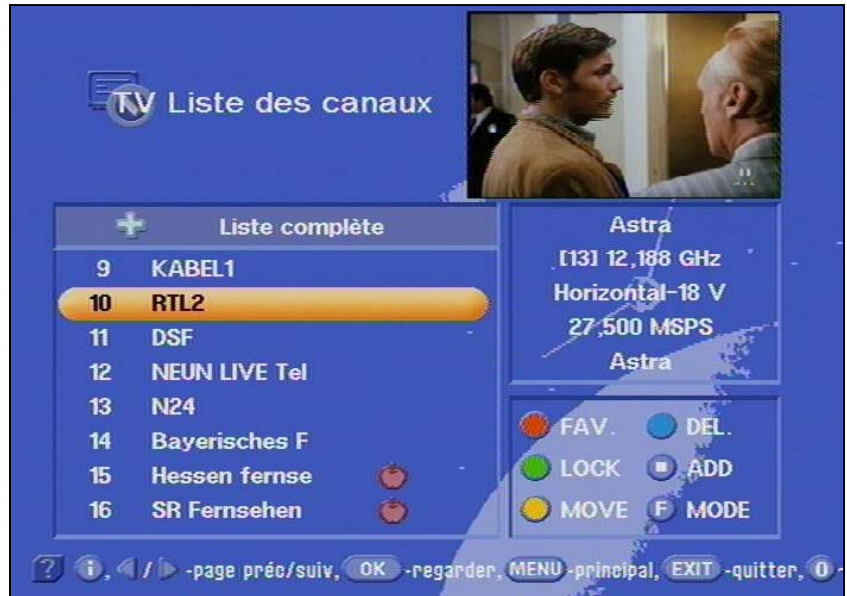 TV Liste des canaux
Liste complète
9 KABEL1
10 RTL2
11 DSF
12 NEUN LIVE Tel
13 N24
14 Bayerisches F
15 Hessen fernse
16 SR Fernsehen
Astra
[13] 12,188 GHz
Horizontal-18 V
27,500 MSPS
Astra
FAV. DEL.
LOCK ADD
MOVE F MODE
? i, / -page préc/suiv, OK -regarder, MENU -principal, EXIT -quitter, 0 -